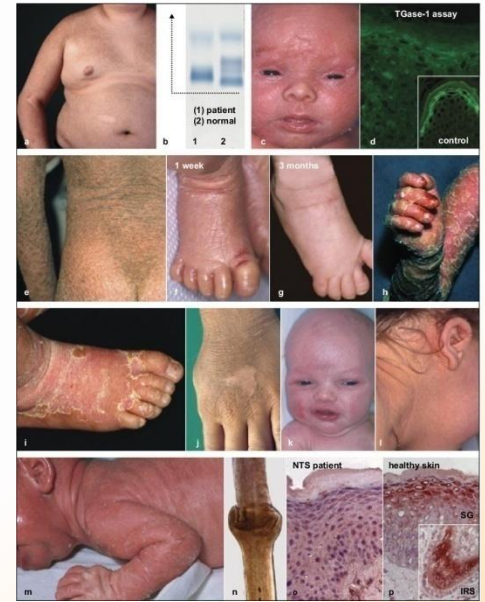 TGase-1 assay
(1) patient
(2) normal
1 2
control
a b c d
1 week
3 months
e f g h
i j k l
NTS patient
healthy skin
SG
IRS
m n o p